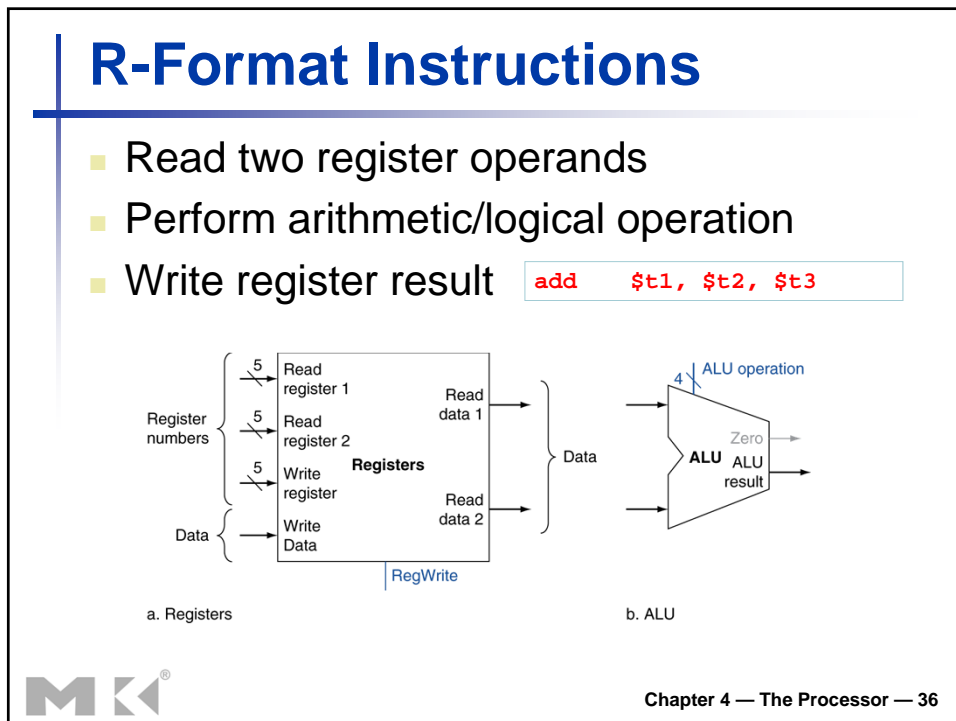 R-Format Instructions
Read two register operands
Perform arithmetic/logical operation
Write register result
add $t1, $t2, $t3
Register
numbers
Data
5
5
5
Read
register 1
Read
register 2
Write
register
Write
Data
Registers
Read
data 1
Read
data 2
RegWrite
Data
a. Registers
4
ALU operation
ALU
Zero
ALU
result
b. ALU
MK®
Chapter 4 — The Processor — 36